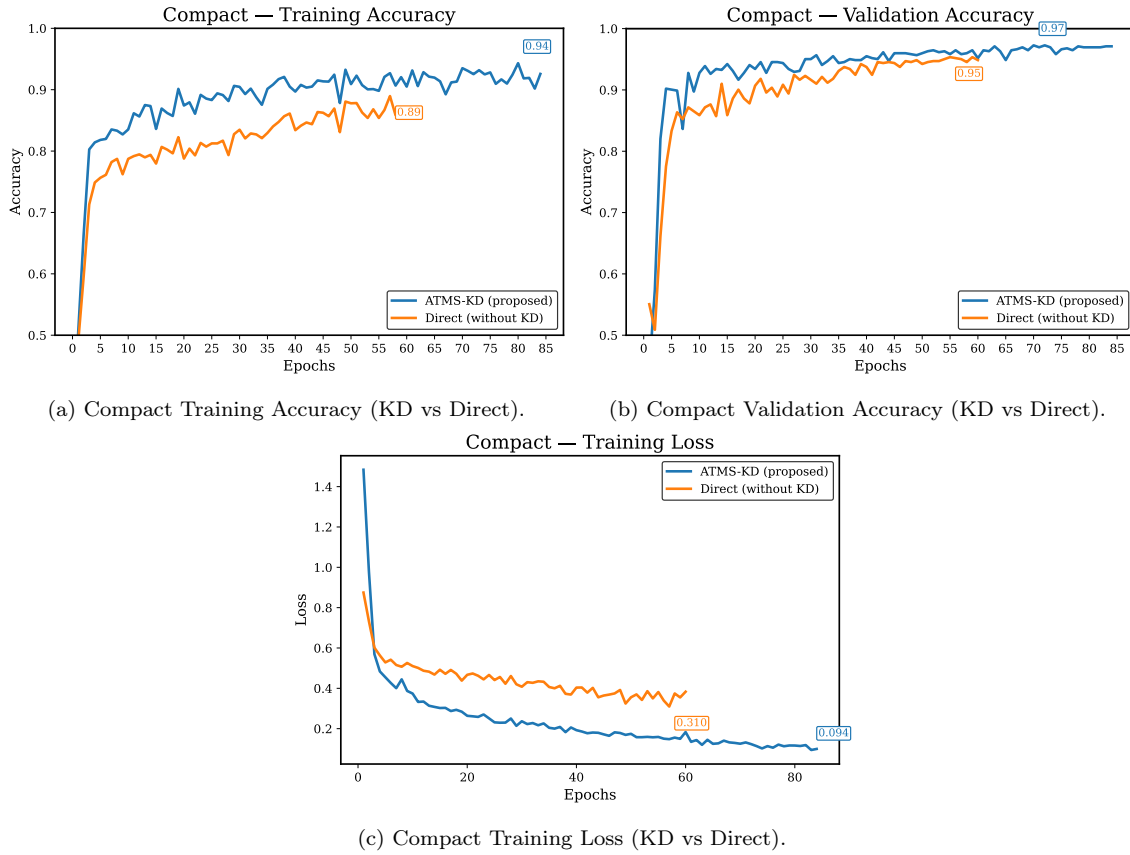 Compact — Training Accuracy
1.0
0.9
0.8
0.7
0.6
0.5
Accuracy
0.94
0.89
ATMS-KD (proposed)
Direct (without KD)
0 5 10 15 20 25 30 35 40 45 50 55 60 65 70 75 80 85
Epochs
(a) Compact Training Accuracy (KD vs Direct).
Compact — Validation Accuracy
1.0
0.9
0.8
0.7
0.6
0.5
Accuracy
0.97
0.95
ATMS-KD (proposed)
Direct (without KD)
0 5 10 15 20 25 30 35 40 45 50 55 60 65 70 75 80 85
Epochs
(b) Compact Validation Accuracy (KD vs Direct).
Compact — Training Loss
1.4
1.2
1.0
0.8
0.6
0.4
0.2
Loss
ATMS-KD (proposed)
Direct (without KD)
0.310
0.094
0 20 40 60 80
Epochs
(c) Compact Training Loss (KD vs Direct).